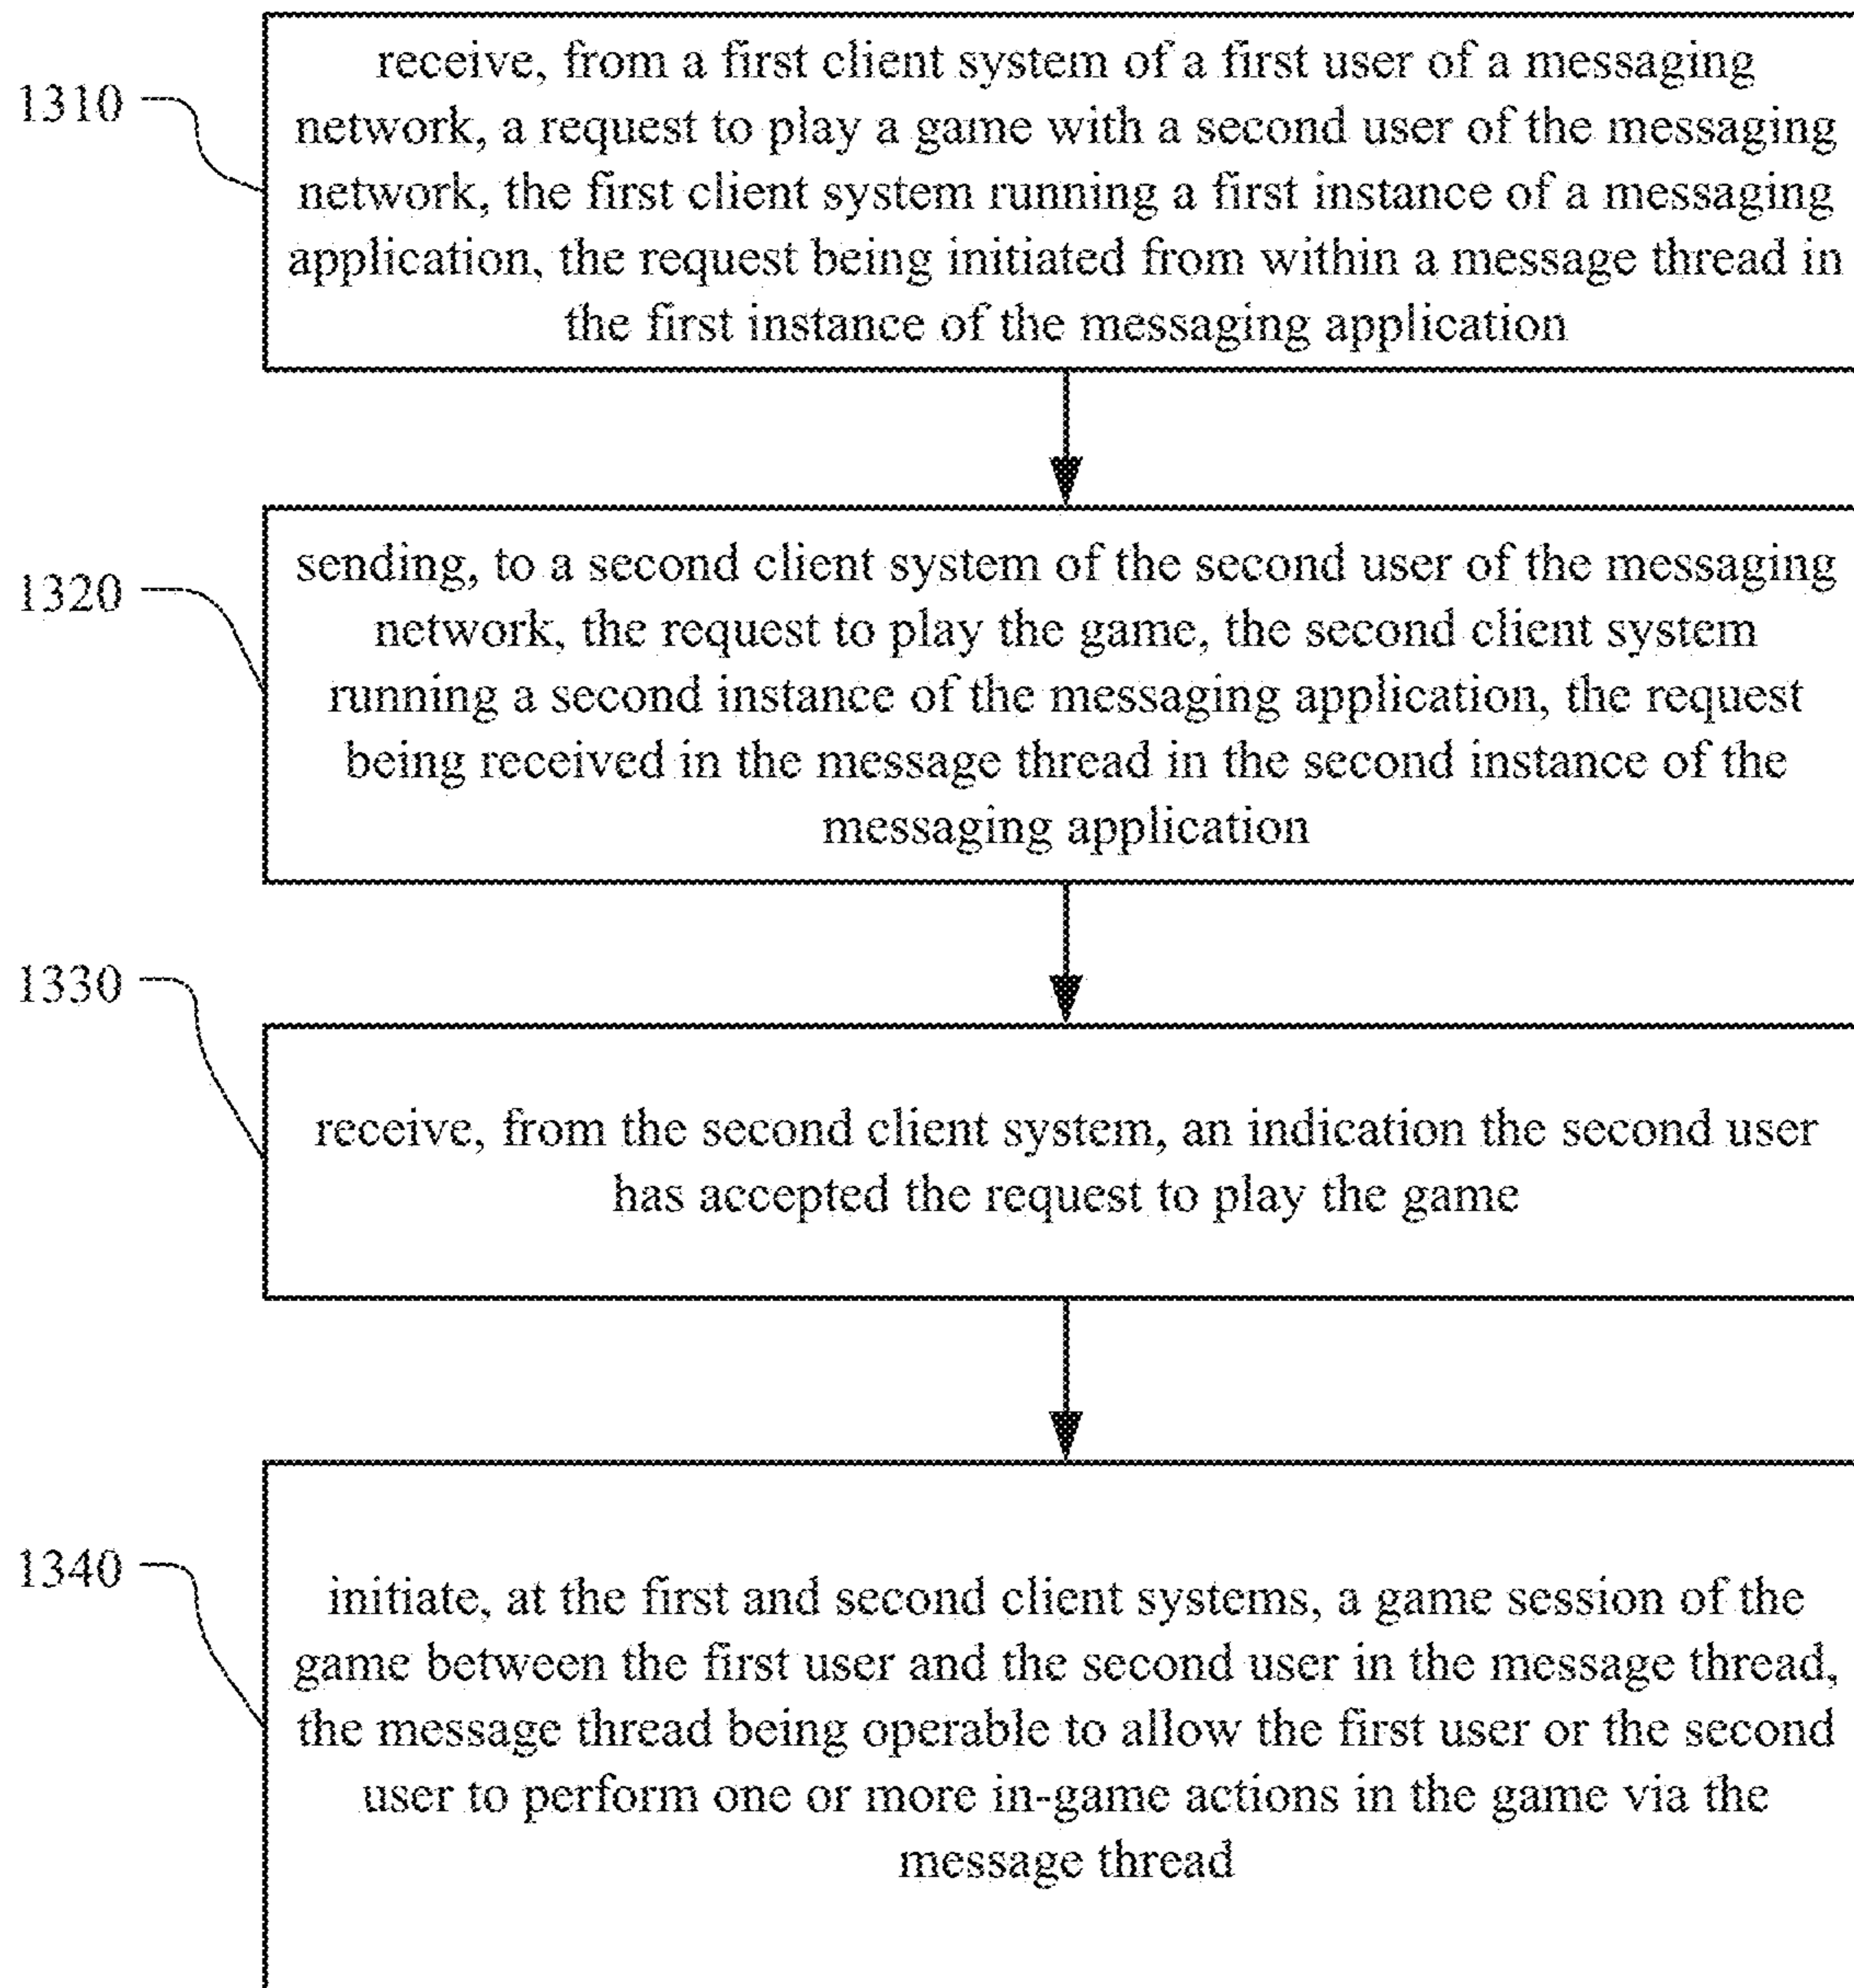 1310
receive, from a first client system of a first user of a messaging
network, a request to play a game with a second user of the messaging
network, the first client system running a first instance of a messaging
application, the request being initiated from within a message thread in
the first instance of the messaging application
1320
sending, to a second client system of the second user of the messaging
network, the request to play the game, the second client system
running a second instance of the messaging application, the request
being received in the message thread in the second instance of the
messaging application
1330
receive, from the second client system, an indication the second user
has accepted the request to play the game
1340
initiate, at the first and second client systems, a game session of the
game between the first user and the second user in the message thread,
the message thread being operable to allow the first user or the second
user to perform one or more in-game actions in the game via the
message thread